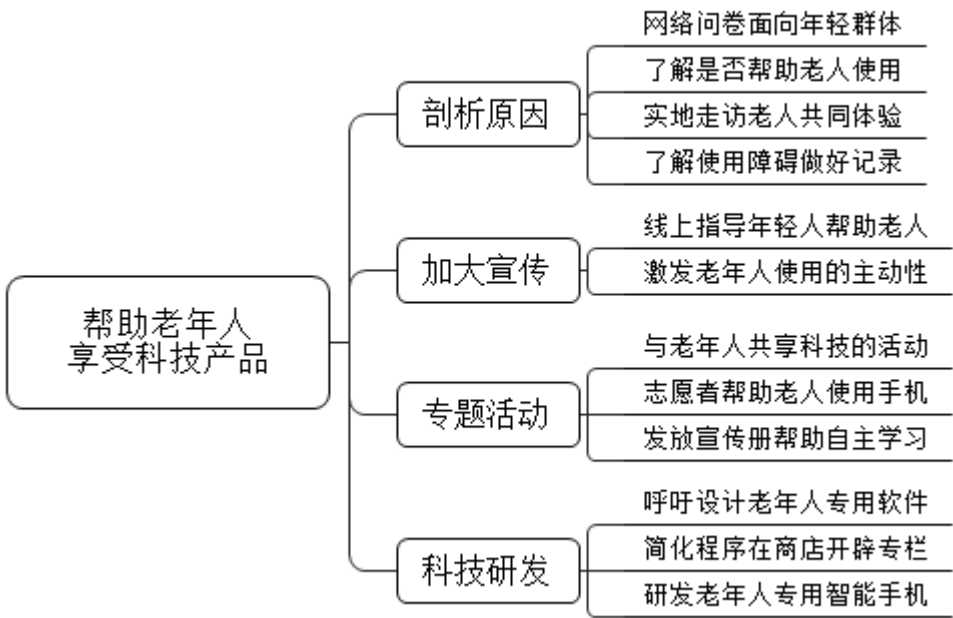 帮助老年人
享受科技产品
剖析原因
网络问卷面向年轻群体
了解是否帮助老人使用
实地走访老人共同体验
了解使用障碍做好记录
加大宣传
线上指导年轻人帮助老人
激发老年人使用的主动性
专题活动
与老年人共享科技的活动
志愿者帮助老人使用手机
发放宣传册帮助自主学习
科技研发
呼吁设计老年人专用软件
简化程序在商店开辟专栏
研发老年人专用智能手机